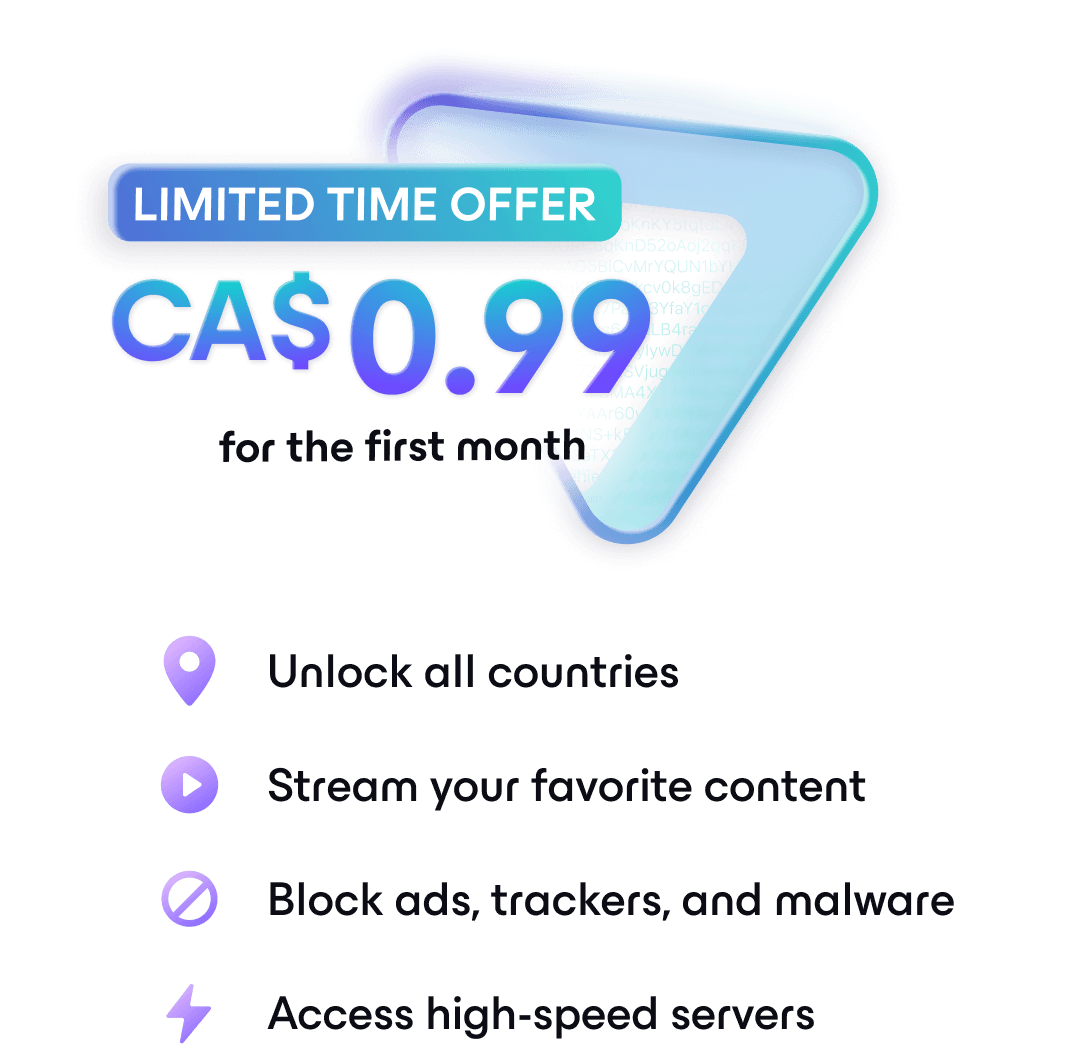 LIMITED TIME OFFER
CA$0.99
for the first month
Unlock all countries
Stream your favorite content
Block ads, trackers, and malware
Access high-speed servers